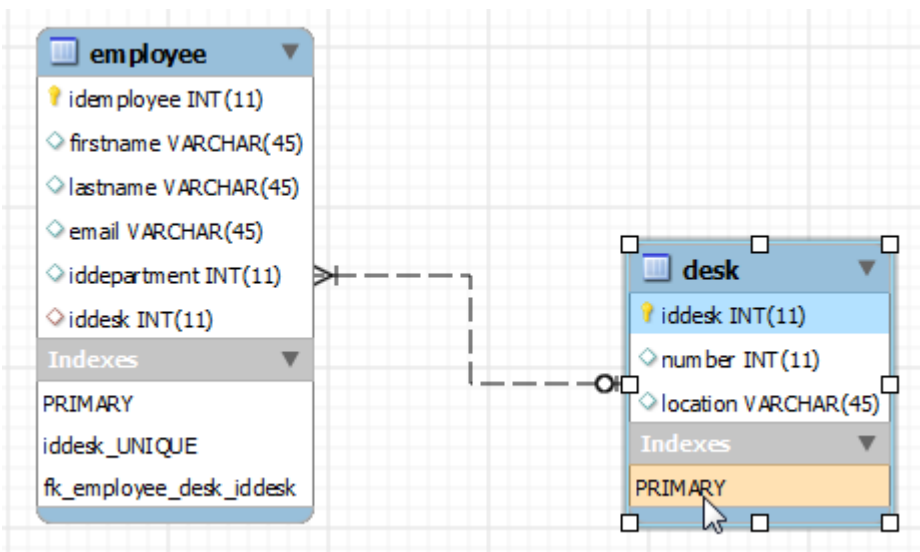 employee
idemployee INT(11)
firstname VARCHAR(45)
lastname VARCHAR(45)
email VARCHAR(45)
iddepartment INT(11)
iddesk INT(11)
Indexes
PRIMARY
iddesk_UNIQUE
fk_employee_desk_iddesk
desk
iddesk INT(11)
number INT(11)
location VARCHAR(45)
Indexes
PRIMARY